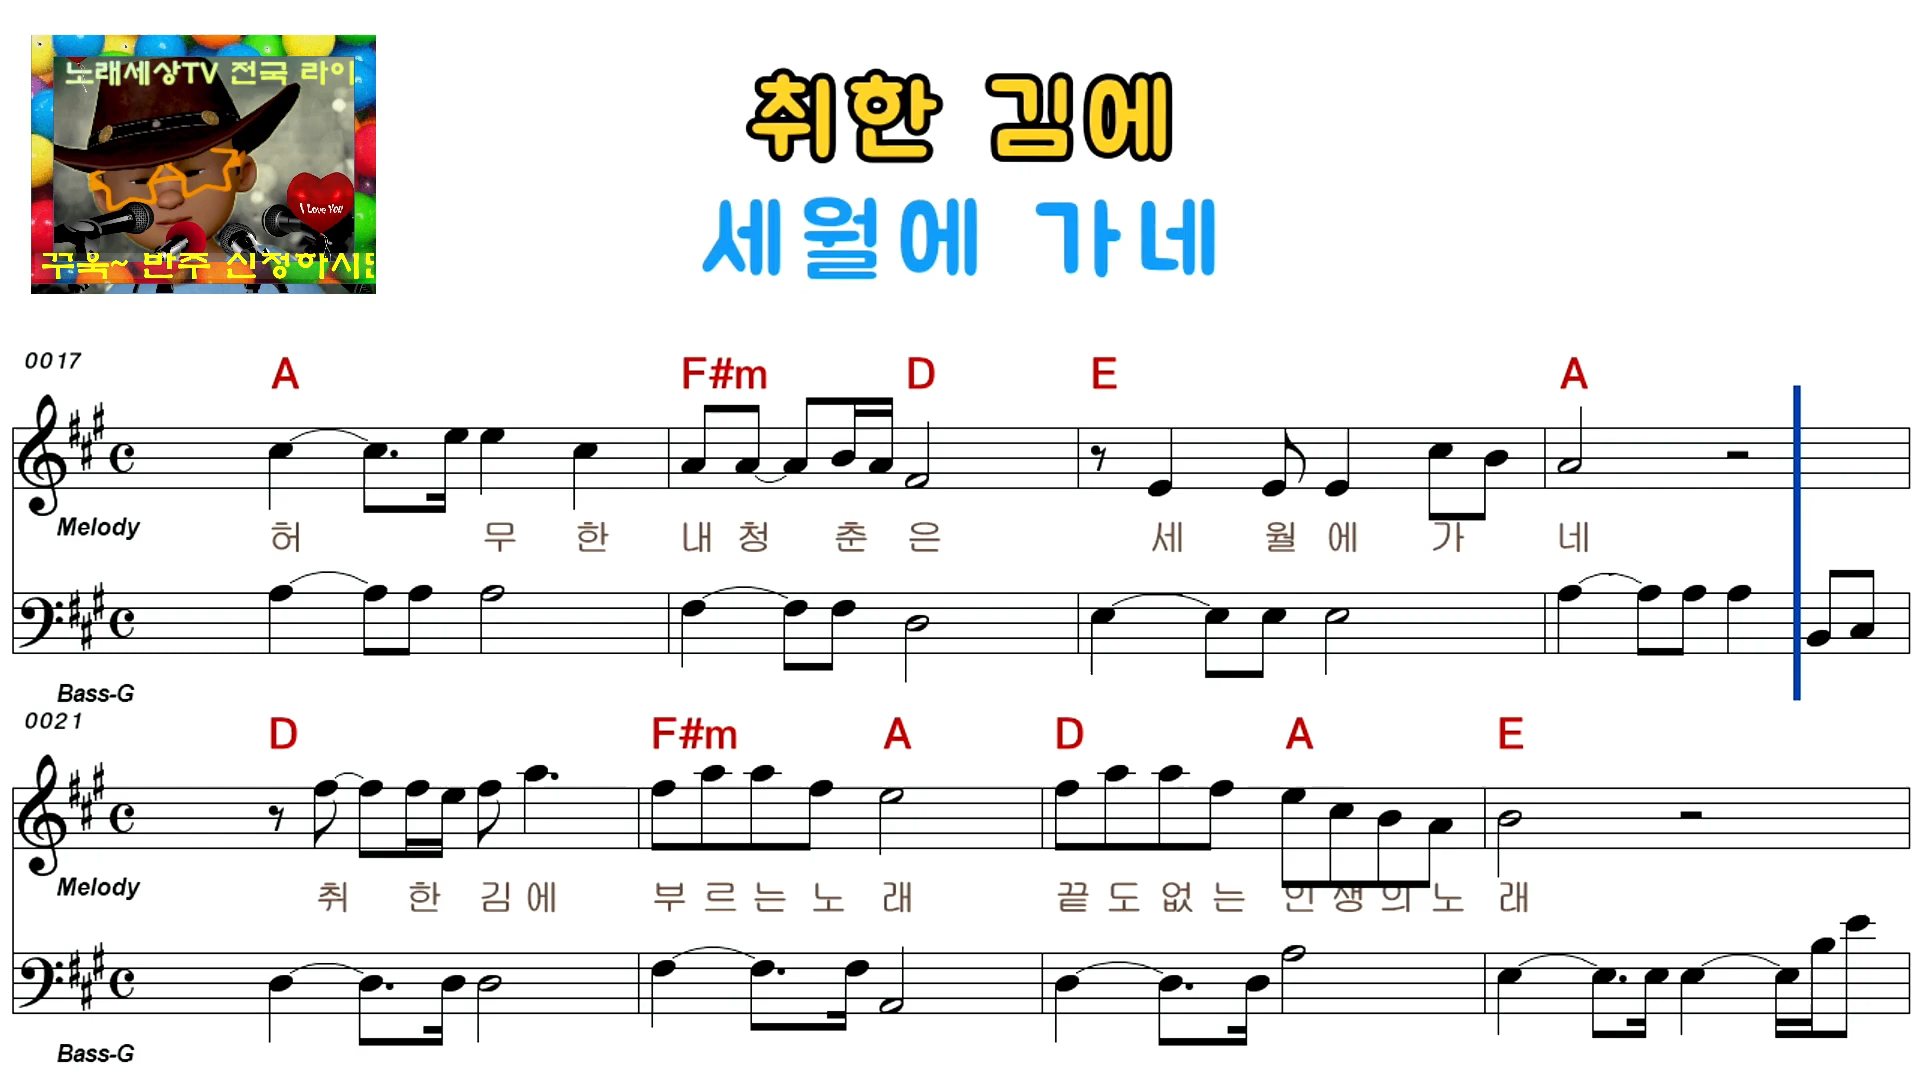 노래세상TV 전국 라이
I Love You
꾸욱~ 반주 신청하시면
취한 김에
세월에 가네
0017
A F#m D E A
Melody
허 무 한 내 청 춘 은 세 월 에 가 네
Bass-G
0021
D F#m A D A E
Melody
취 한 김 에 부 르 는 노 래 끝 도 없 는 인 생 의 노 래
Bass-G